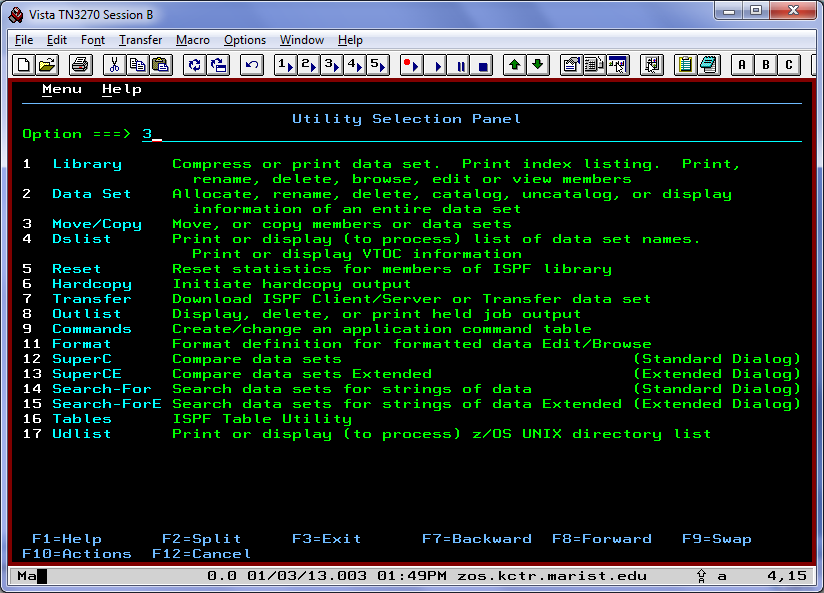 Vista TN3270 Session B
File Edit Font Transfer Macro Options Window Help
1 2 3 4 5 A B C
Menu Help
Utility Selection Panel
Option ===> 3_
1 Library Compress or print data set. Print index listing. Print,
rename, delete, browse, edit or view members
2 Data Set Allocate, rename, delete, catalog, uncatalog, or display
information of an entire data set
3 Move/Copy Move, or copy members or data sets
4 Dslist Print or display (to process) list of data set names.
Print or display VTOC information
5 Reset Reset statistics for members of ISPF library
6 Hardcopy Initiate hardcopy output
7 Transfer Download ISPF Client/Server or Transfer data set
8 Outlist Display, delete, or print held job output
9 Commands Create/change an application command table
11 Format Format definition for formatted data Edit/Browse
12 SuperC Compare data sets (Standard Dialog)
13 SuperCE Compare data sets Extended (Extended Dialog)
14 Search-For Search data sets for strings of data (Standard Dialog)
15 Search-ForE Search data sets for strings of data Extended (Extended Dialog)
16 Tables ISPF Table Utility
17 Udlist Print or display (to process) z/OS UNIX directory list
F1=Help F2=Split F3=Exit F7=Backward F8=Forward F9=Swap
F10=Actions F12=Cancel
Ma 0.0 01/03/13.003 01:49PM zos.kctr.marist.edu a 4,15